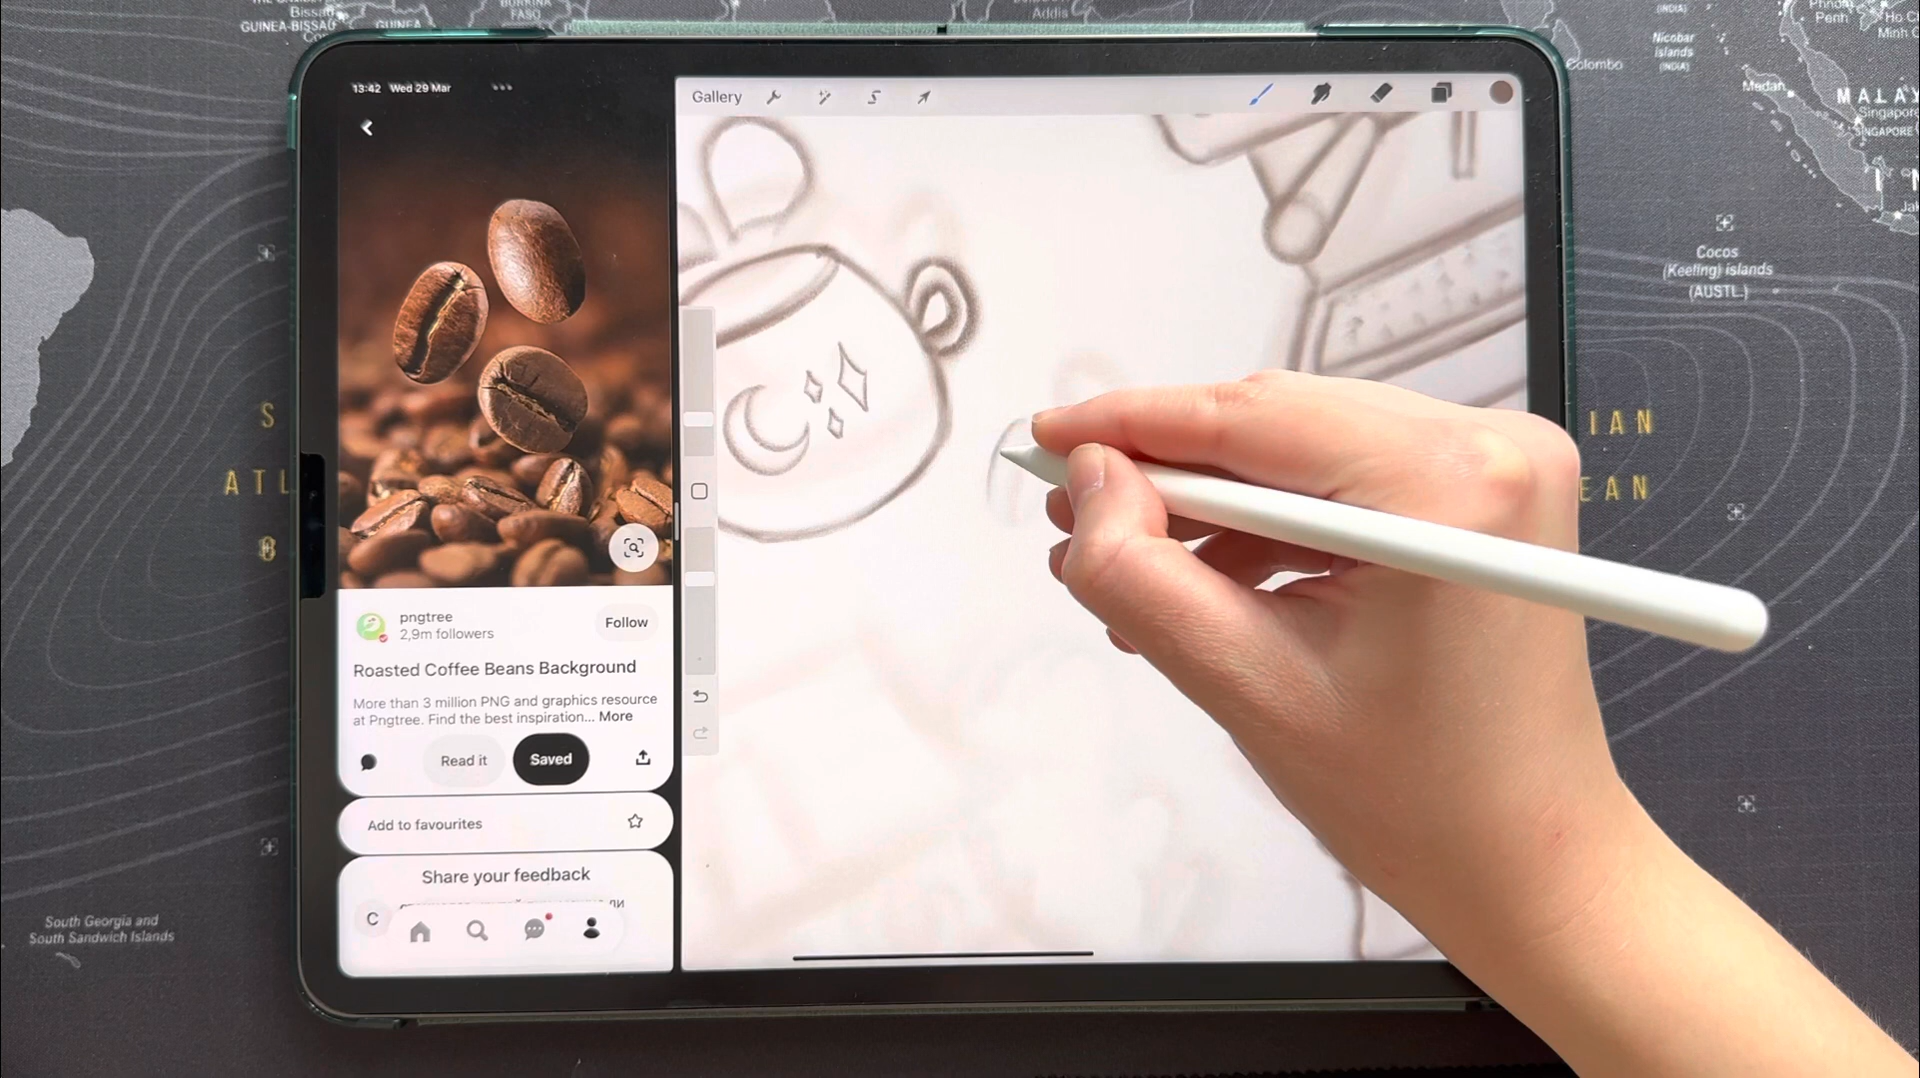 Bissau
GUINEA-BISSAU
GUINEA
BURKINA
FASO
Addis
(INDIA)
Nicobar
islands
(INDIA)
Colombo
Phnom
Penh
Ho C
Minh C
Medan
MALAY
Singapore
SINGAPORE
Cocos
(Keeling) islands
(AUSTL.)
S
ATL
IAN
EAN
South Georgia and
South Sandwich Islands
13:42 Wed 29 Mar
Gallery
pngtree
2,9m followers
Follow
Roasted Coffee Beans Background
More than 3 million PNG and graphics resource
at Pngtree. Find the best inspiration... More
Read it
Saved
Add to favourites
Share your feedback
C